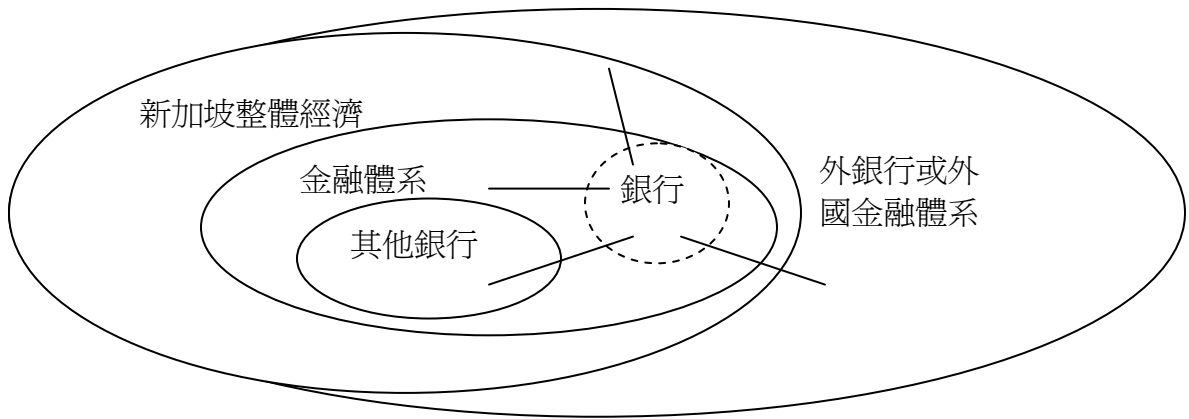 新加坡整體經濟
金融體系
其他銀行
銀行
外銀行或外
國金融體系